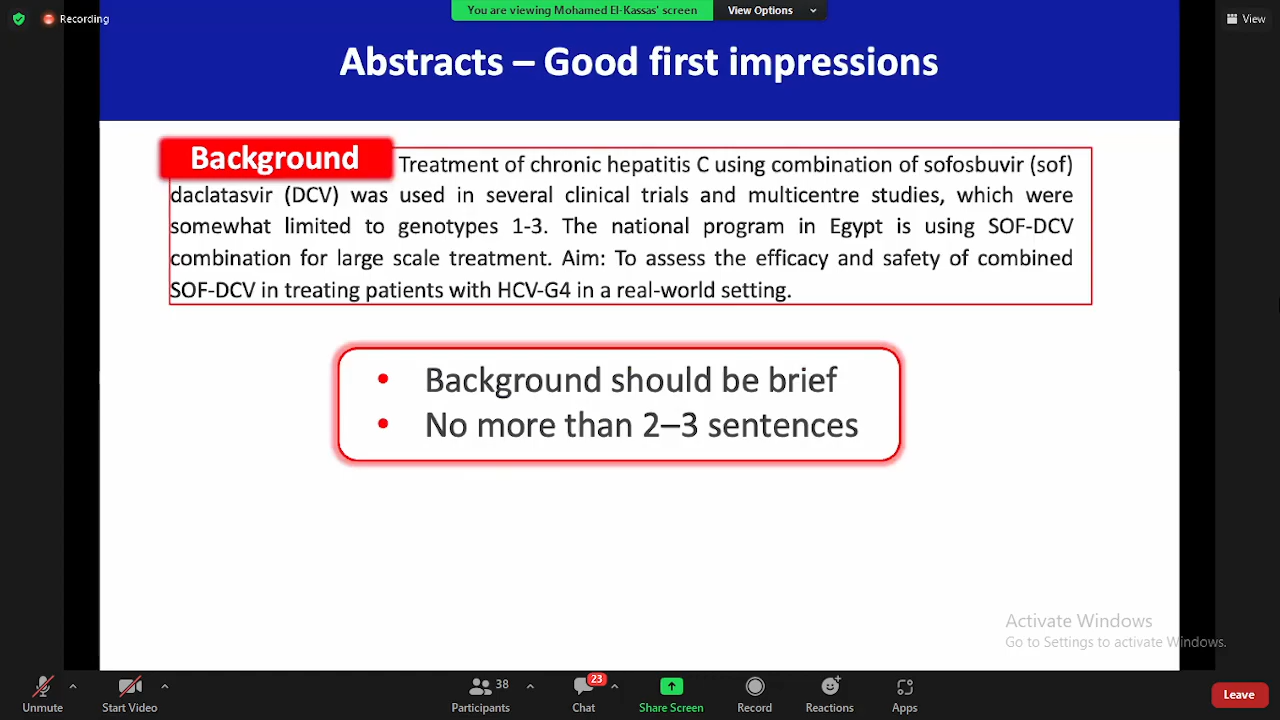 Recording
You are viewing Mohamed El-Kassas' screen
View Options
View
Abstracts – Good first impressions
Background
Treatment of chronic hepatitis C using combination of sofosbuvir (sof)
daclatasvir (DCV) was used in several clinical trials and multicentre studies, which were
somewhat limited to genotypes 1-3. The national program in Egypt is using SOF-DCV
combination for large scale treatment. Aim: To assess the efficacy and safety of combined
SOF-DCV in treating patients with HCV-G4 in a real-world setting.
• Background should be brief
• No more than 2–3 sentences
Activate Windows
Go to Settings to activate Windows.
Unmute
Start Video
38
Participants
23
Chat
Share Screen
Record
Reactions
Apps
Leave